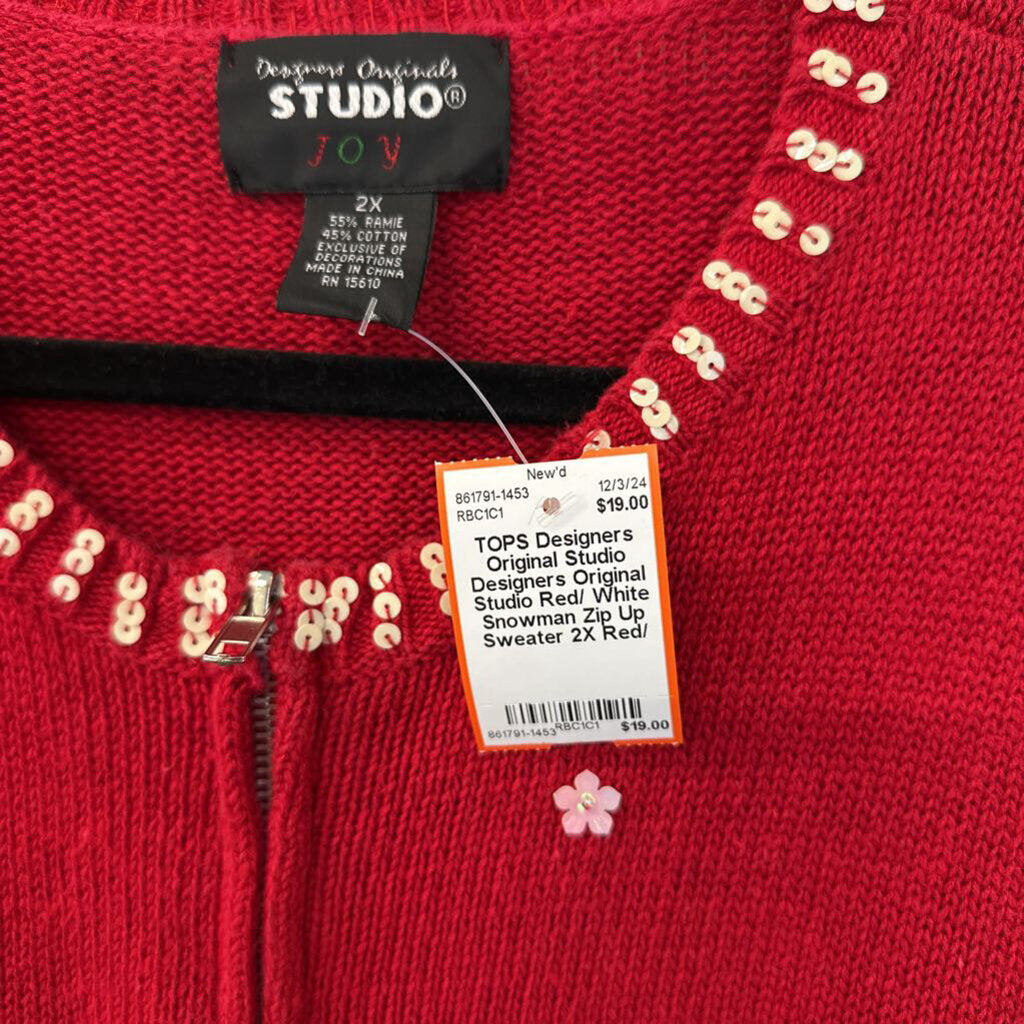 Designers Originals
STUDIO®
JOY
2X
55% RAMIE
45% COTTON
EXCLUSIVE OF
DECORATIONS
MADE IN CHINA
RN 15610
New'd
861791-1453 12/3/24
RBC1C1 $19.00
TOPS Designers
Original Studio
Designers Original
Studio Red/ White
Snowman Zip Up
Sweater 2X Red/
861791-1453 RBC1C1 $19.00